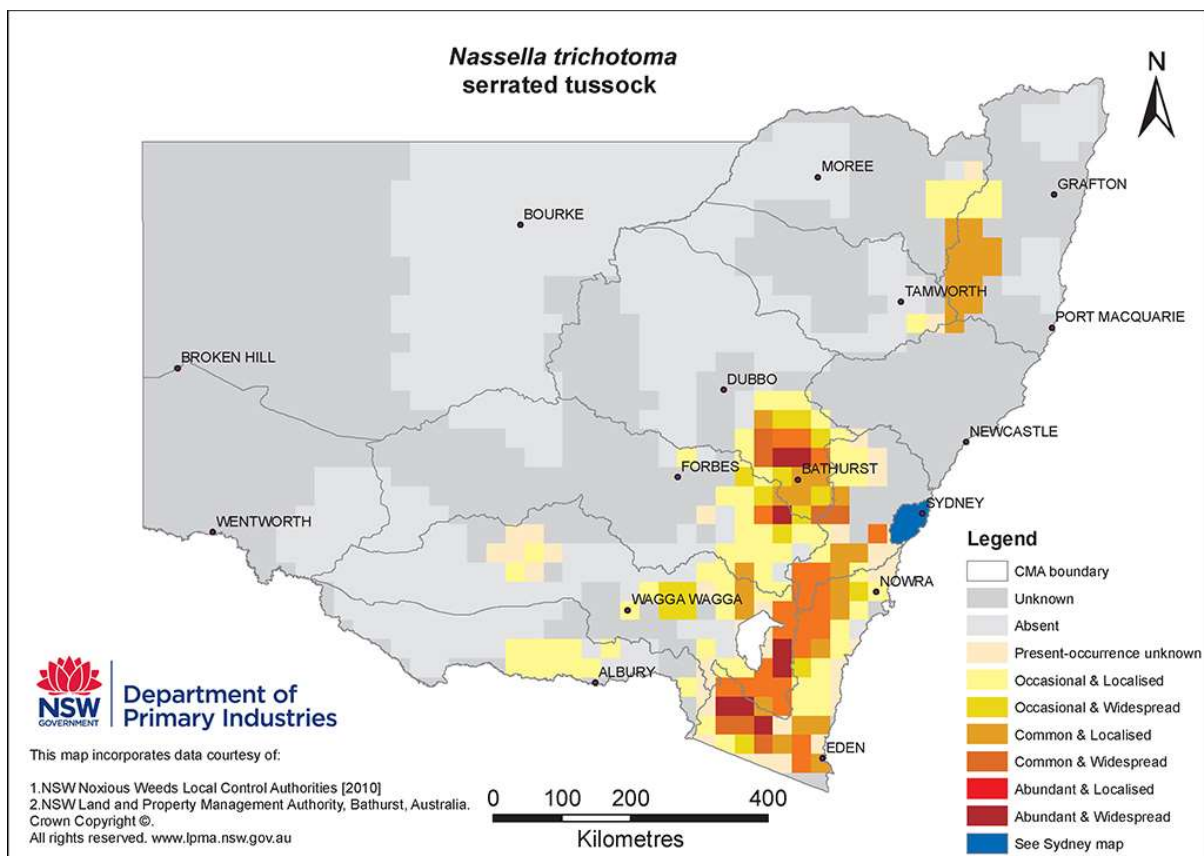 Nassella trichotoma
serrated tussock
N
MOREE
GRAFTON
BOURKE
TAMWORTH
PORT MACQUARIE
BROKEN HILL
DUBBO
NEWCASTLE
FORBES
BATHURST
SYDNEY
WENTWORTH
NOWRA
WAGGA WAGGA
ALBURY
EDEN
Legend
CMA boundary
Unknown
Absent
Present-occurrence unknown
Occasional & Localised
Occasional & Widespread
Common & Localised
Common & Widespread
Abundant & Localised
Abundant & Widespread
See Sydney map
NSW
GOVERNMENT
Department of
Primary Industries
This map incorporates data courtesy of:
1.NSW Noxious Weeds Local Control Authorities [2010]
2.NSW Land and Property Management Authority, Bathurst, Australia.
Crown Copyright ©.
All rights reserved. www.lpma.nsw.gov.au
0 100 200 400
Kilometres